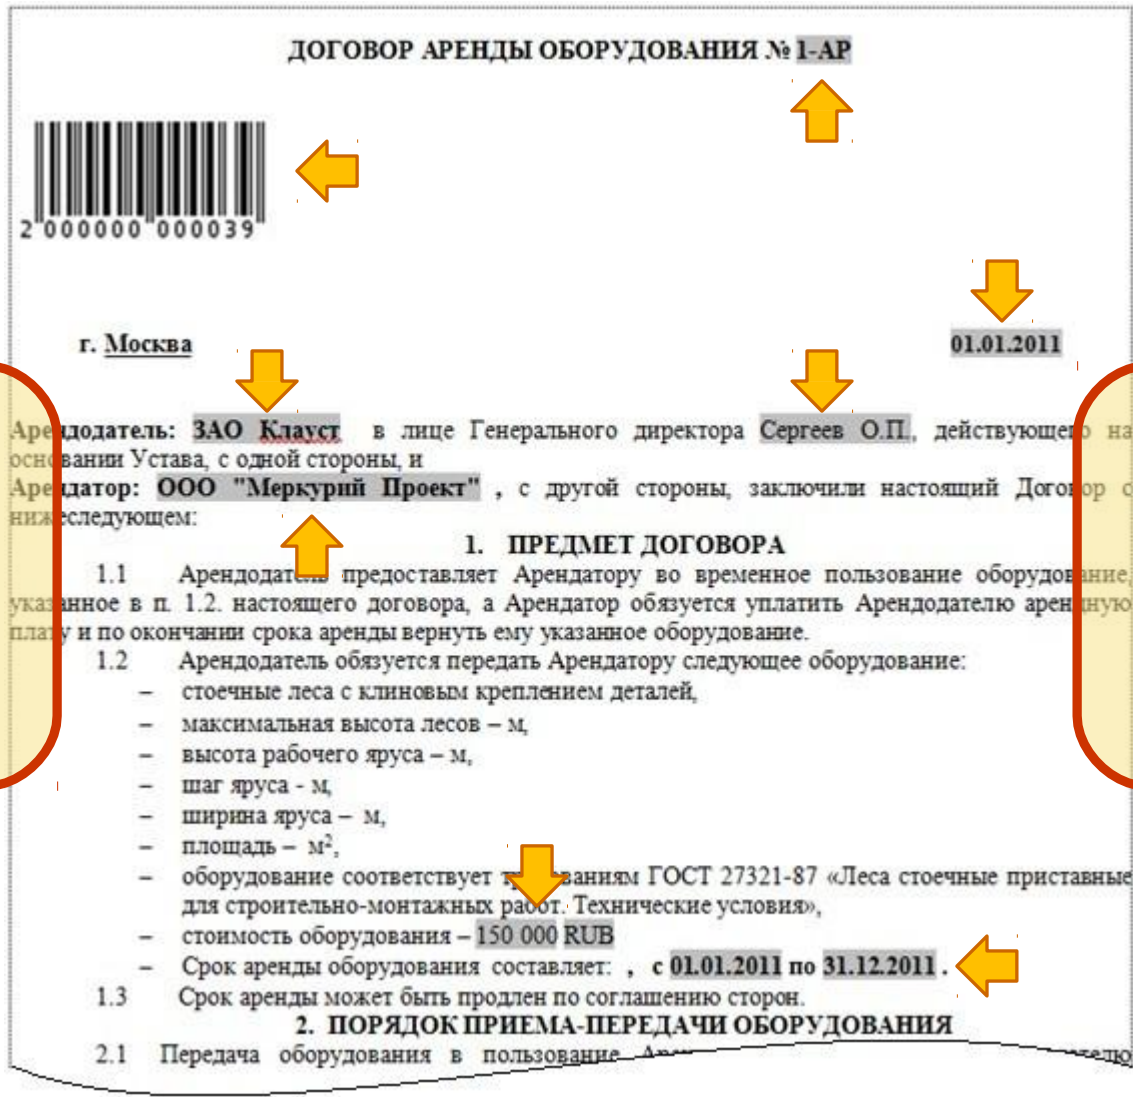 ДОГОВОР АРЕНДЫ ОБОРУДОВАНИЯ № 1-АР
2 000000 000039
г. Москва 01.01.2011
Арендодатель: ЗАО Клауст в лице Генерального директора Сергеев О.П., действующего на
основании Устава, с одной стороны, и
Арендатор: ООО "Меркурий Проект" , с другой стороны, заключили настоящий Договор с
нижеследующем:
1. ПРЕДМЕТ ДОГОВОРА
1.1 Арендодатель предоставляет Арендатору во временное пользование оборудование,
указанное в п. 1.2. настоящего договора, а Арендатор обязуется уплатить Арендодателю арендную
плату и по окончании срока аренды вернуть ему указанное оборудование.
1.2 Арендодатель обязуется передать Арендатору следующее оборудование:
– стоечные леса с клиновым креплением деталей,
– максимальная высота лесов – м,
– высота рабочего яруса – м,
– шаг яруса - м,
– ширина яруса – м,
– площадь – м²,
– оборудование соответствует требованиям ГОСТ 27321-87 «Леса стоечные приставные
для строительно-монтажных работ. Технические условия»,
– стоимость оборудования – 150 000 RUB
– Срок аренды оборудования составляет: , с 01.01.2011 по 31.12.2011 .
1.3 Срок аренды может быть продлен по соглашению сторон.
2. ПОРЯДОК ПРИЕМА-ПЕРЕДАЧИ ОБОРУДОВАНИЯ
2.1 Передача оборудования в пользование